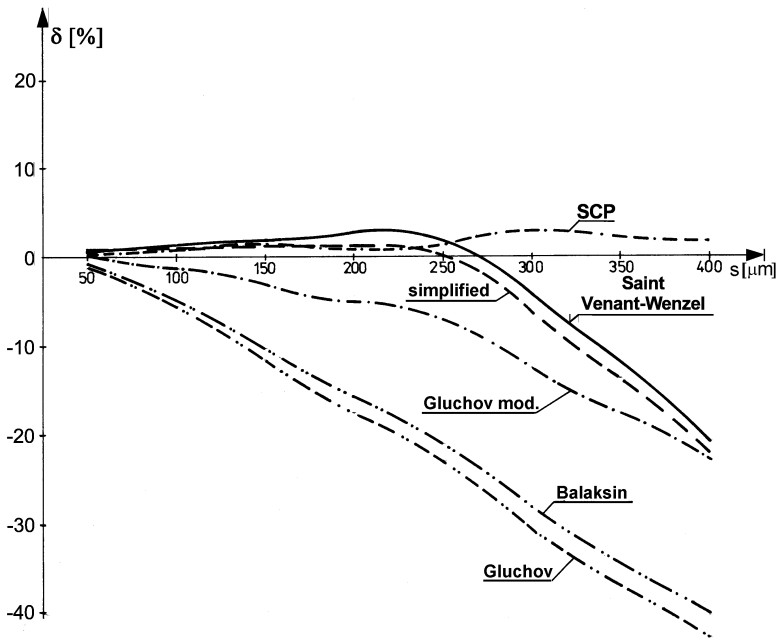 δ [%]
20
10
0
-10
-20
-30
-40
50
100
150
200
250
300
350
400
s [μm]
SCP
simplified
Saint
Venant-Wenzel
Gluchov mod.
Balaksin
Gluchov